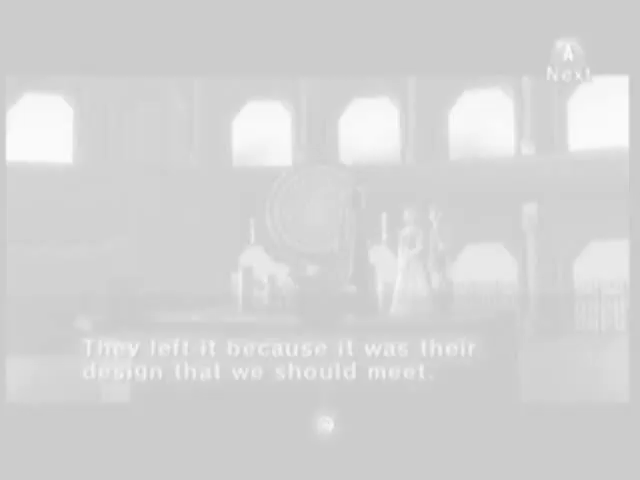 A
Next
They left it because it was their
design that we should meet.